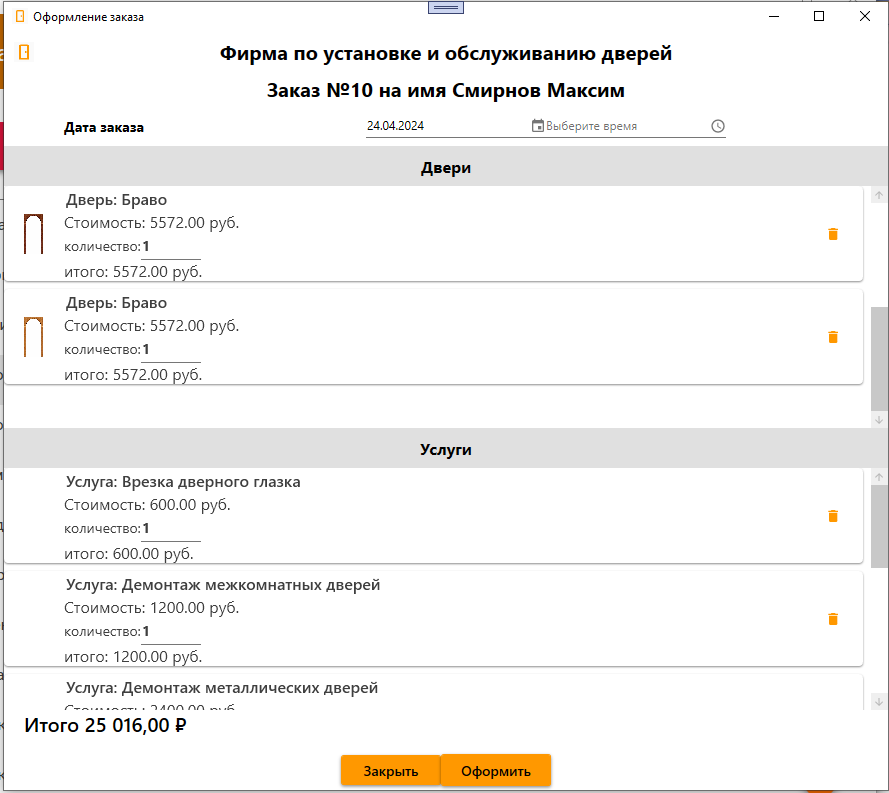 Оформление заказа
Фирма по установке и обслуживанию дверей
Заказ №10 на имя Смирнов Максим
Дата заказа 24.04.2024 Выберите время
Двери
Дверь: Браво
Стоимость: 5572.00 руб.
количество: 1
итого: 5572.00 руб.
Дверь: Браво
Стоимость: 5572.00 руб.
количество: 1
итого: 5572.00 руб.
Услуги
Услуга: Врезка дверного глазка
Стоимость: 600.00 руб.
количество: 1
итого: 600.00 руб.
Услуга: Демонтаж межкомнатных дверей
Стоимость: 1200.00 руб.
количество: 1
итого: 1200.00 руб.
Услуга: Демонтаж металлических дверей
Стоимость: 2400.00 руб.
Итого 25 016,00 ₽
Закрыть Оформить